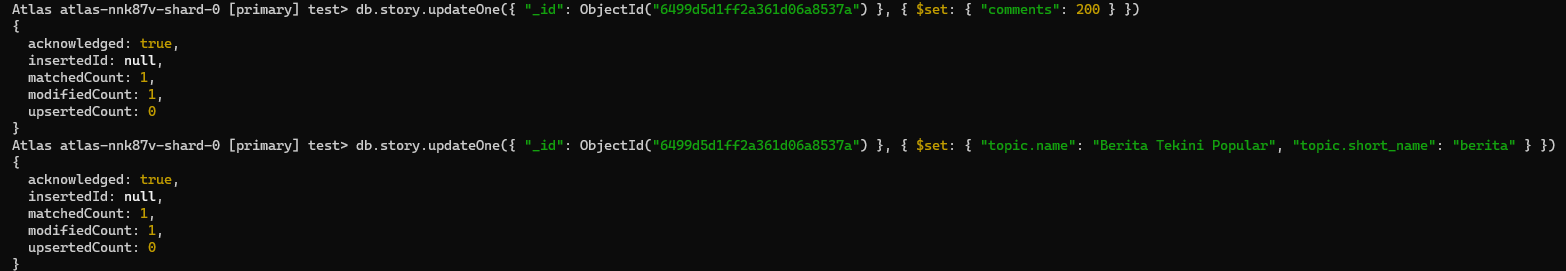 Atlas atlas-nnk87v-shard-0 [primary] test> db.story.updateOne({ "_id": ObjectId("6499d5d1ff2a361d06a8537a") }, { $set: { "comments": 200 } })
{
  acknowledged: true,
  insertedId: null,
  matchedCount: 1,
  modifiedCount: 1,
  upsertedCount: 0
}
Atlas atlas-nnk87v-shard-0 [primary] test> db.story.updateOne({ "_id": ObjectId("6499d5d1ff2a361d06a8537a") }, { $set: { "topic.name": "Berita Tekini Popular", "topic.short_name": "berita" } })
{
  acknowledged: true,
  insertedId: null,
  matchedCount: 1,
  modifiedCount: 1,
  upsertedCount: 0
}